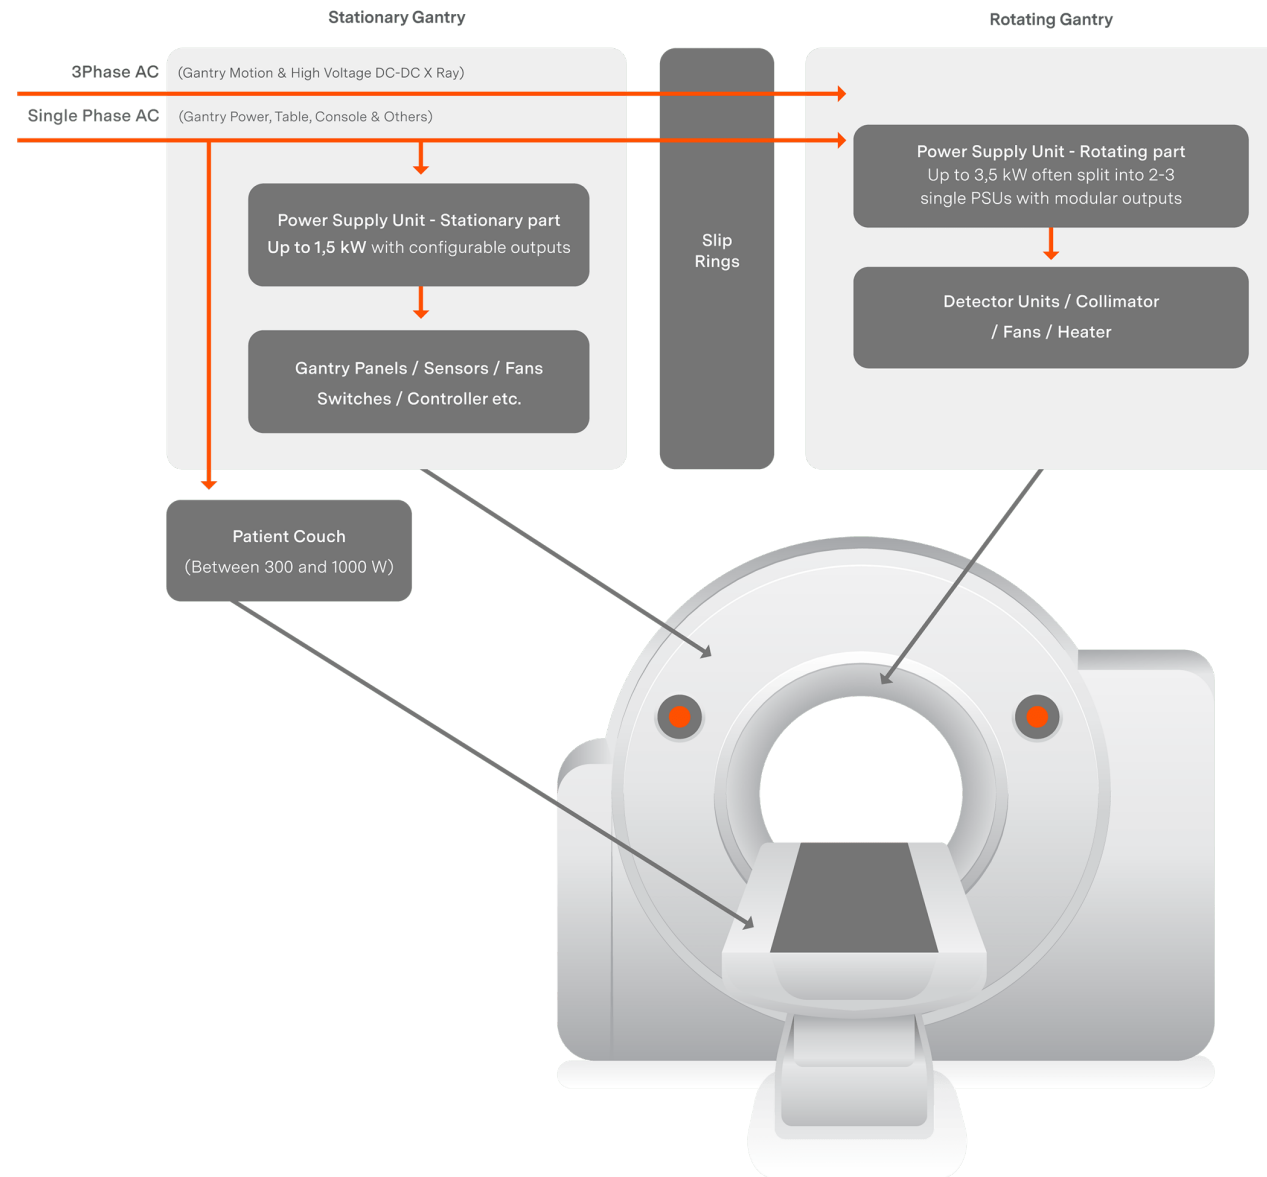 Stationary Gantry
Rotating Gantry
3Phase AC
(Gantry Motion & High Voltage DC-DC X Ray)
Single Phase AC
(Gantry Power, Table, Console & Others)
Power Supply Unit - Stationary part
Up to 1,5 kW with configurable outputs
Gantry Panels / Sensors / Fans
Switches / Controller etc.
Slip
Rings
Power Supply Unit - Rotating part
Up to 3,5 kW often split into 2-3
single PSUs with modular outputs
Detector Units / Collimator
/ Fans / Heater
Patient Couch
(Between 300 and 1000 W)